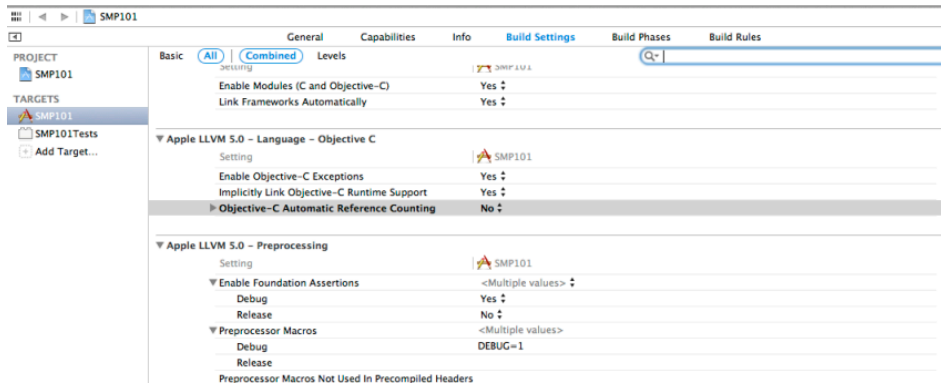 SMP101
General Capabilities Info Build Settings Build Phases Build Rules
PROJECT
SMP101
TARGETS
SMP101
SMP101Tests
Add Target...
Basic All Combined Levels
Setting SMP101
Enable Modules (C and Objective-C) Yes
Link Frameworks Automatically Yes
Apple LLVM 5.0 - Language - Objective C
Setting SMP101
Enable Objective-C Exceptions Yes
Implicitly Link Objective-C Runtime Support Yes
Objective-C Automatic Reference Counting No
Apple LLVM 5.0 - Preprocessing
Setting SMP101
Enable Foundation Assertions <Multiple values>
Debug Yes
Release No
Preprocessor Macros <Multiple values>
Debug DEBUG=1
Release
Preprocessor Macros Not Used In Precompiled Headers